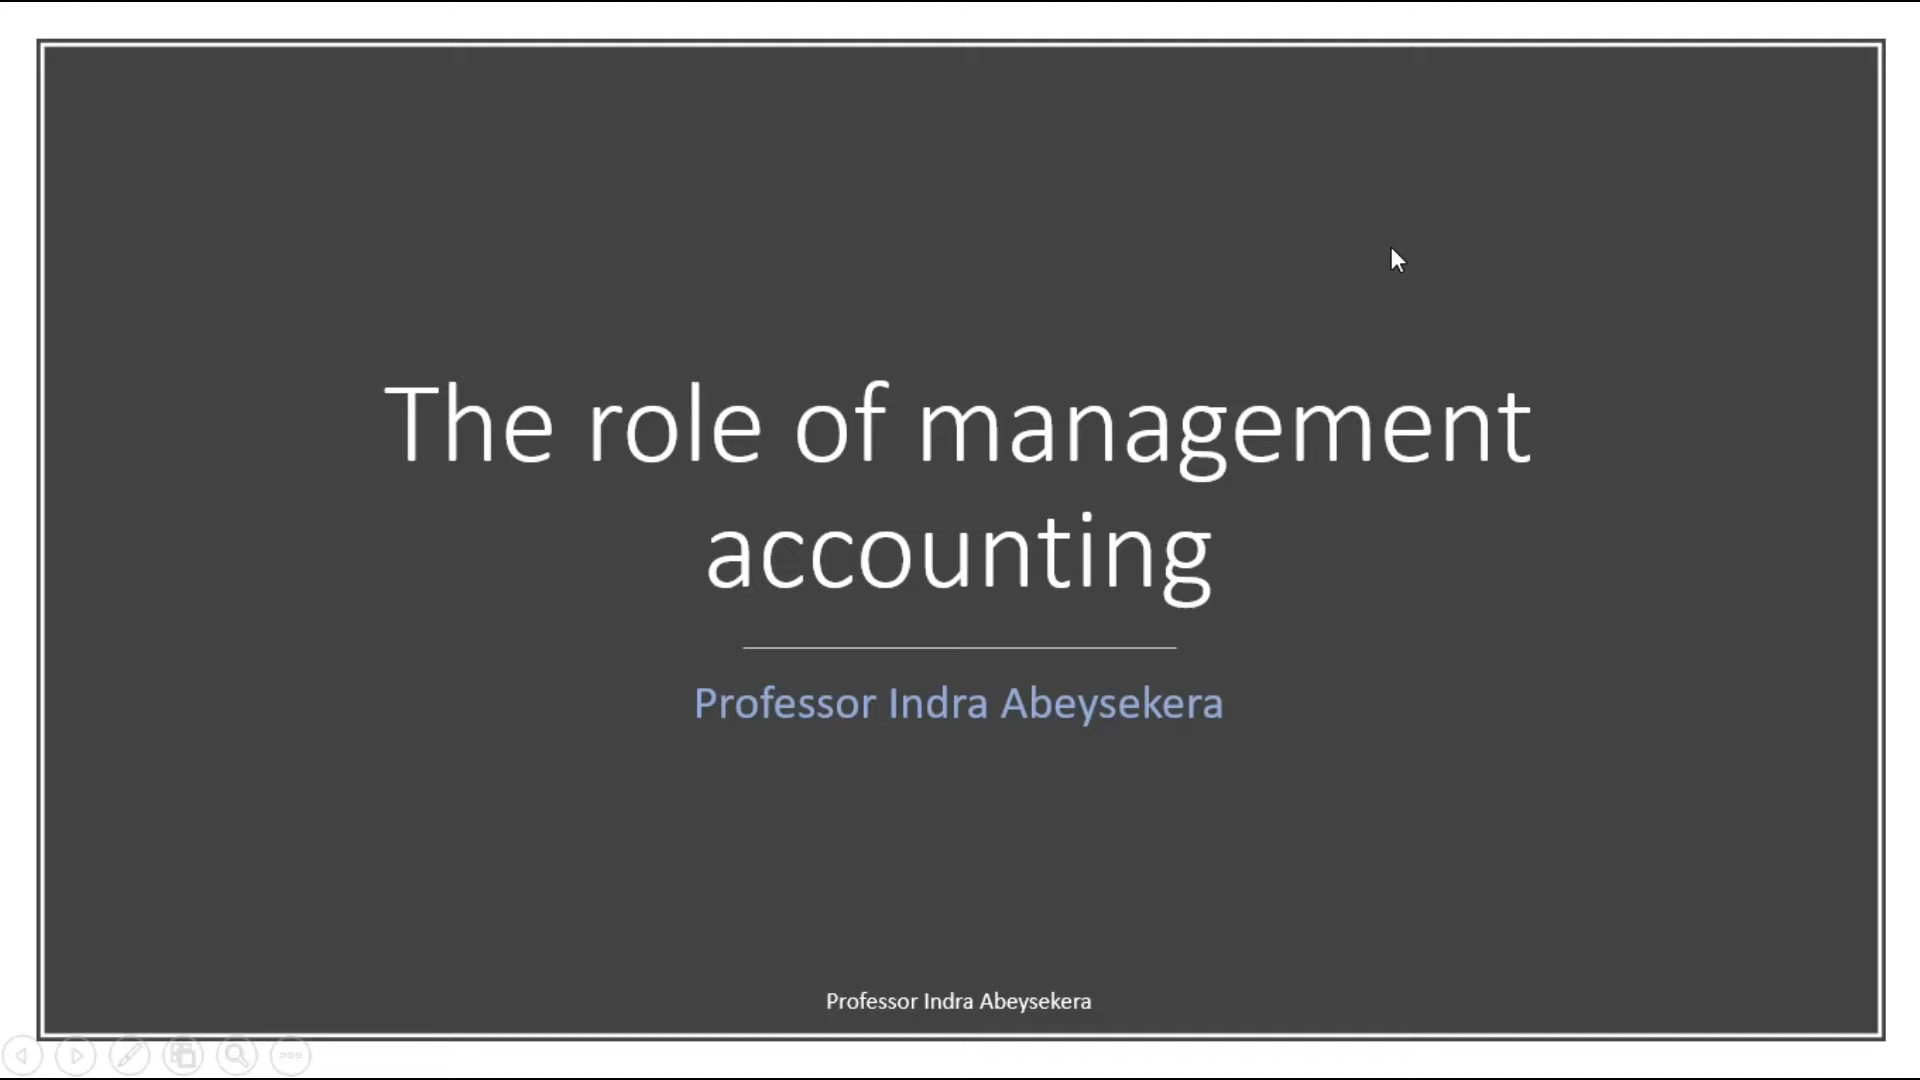 The role of management
accounting
Professor Indra Abeysekera
Professor Indra Abeysekera